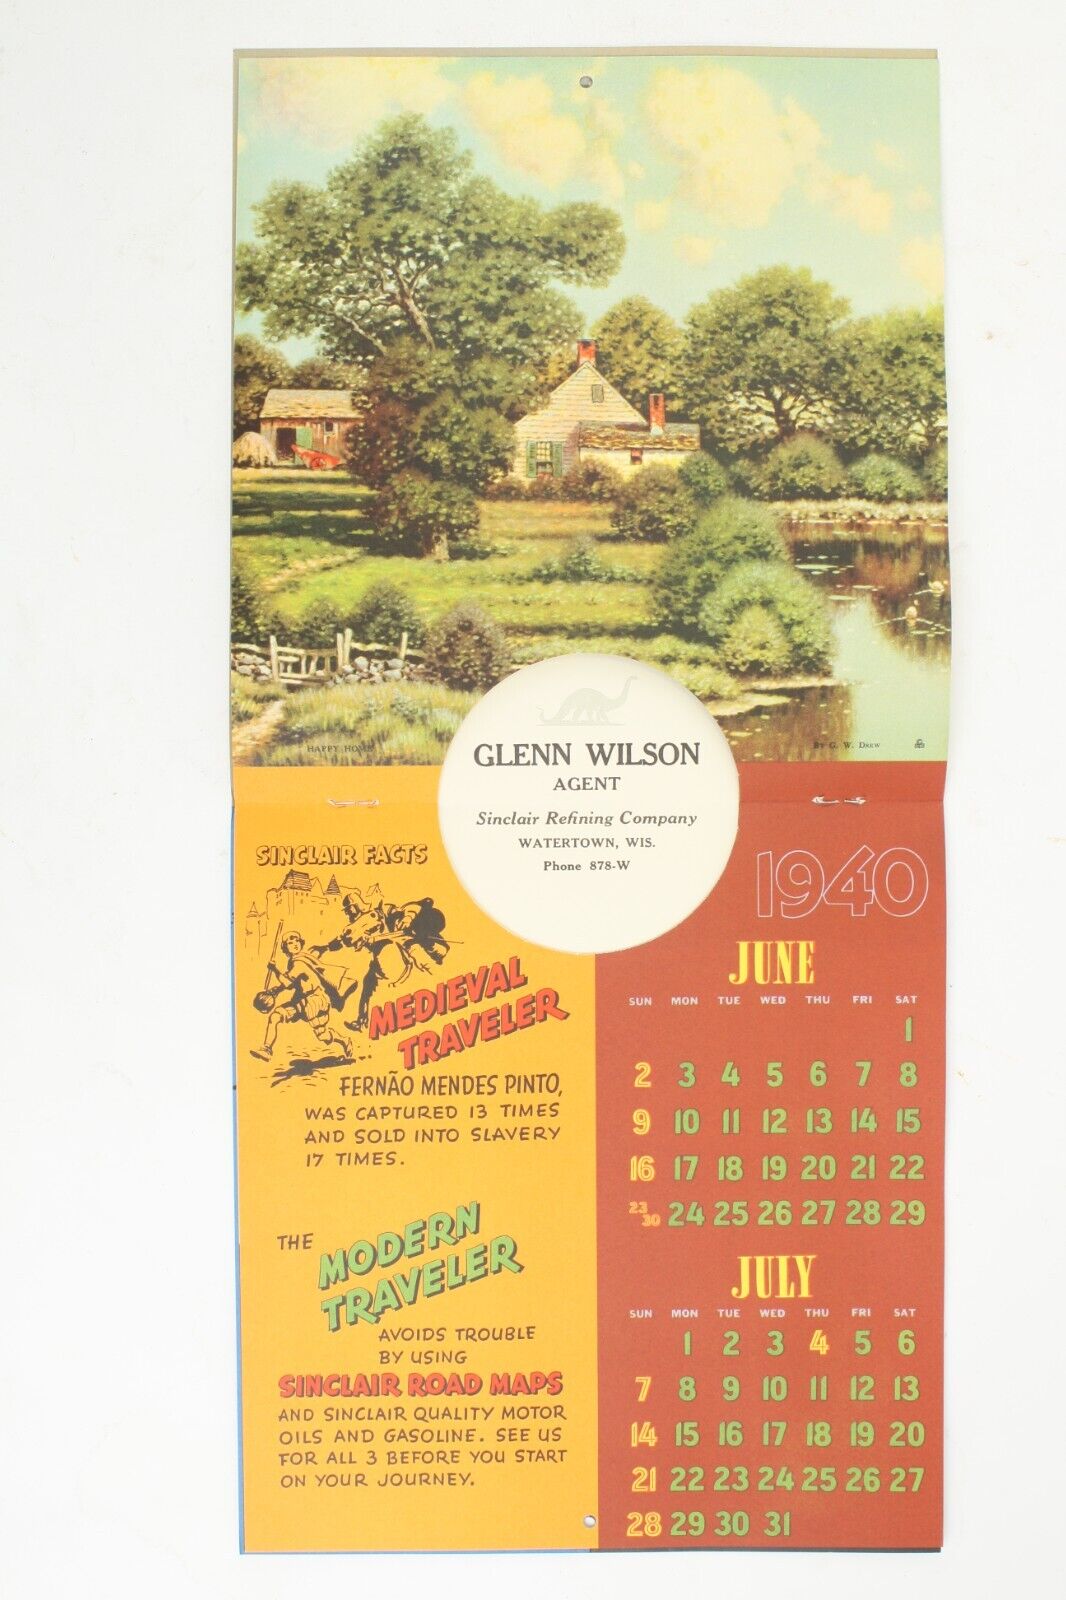 HAPPY HOME
BY G. W. DREW
GLENN WILSON
AGENT
Sinclair Refining Company
WATERTOWN, WIS.
Phone 878-W
SINCLAIR FACTS
MEDIEVAL
TRAVELER
FERNÃO MENDES PINTO,
WAS CAPTURED 13 TIMES
AND SOLD INTO SLAVERY
17 TIMES.
THE MODERN
TRAVELER
AVOIDS TROUBLE
BY USING
SINCLAIR ROAD MAPS
AND SINCLAIR QUALITY MOTOR
OILS AND GASOLINE. SEE US
FOR ALL 3 BEFORE YOU START
ON YOUR JOURNEY.
1940
JUNE
SUN MON TUE WED THU FRI SAT
1
2 3 4 5 6 7 8
9 10 11 12 13 14 15
16 17 18 19 20 21 22
23 30 24 25 26 27 28 29
JULY
SUN MON TUE WED THU FRI SAT
1 2 3 4 5 6
7 8 9 10 11 12 13
14 15 16 17 18 19 20
21 22 23 24 25 26 27
28 29 30 31